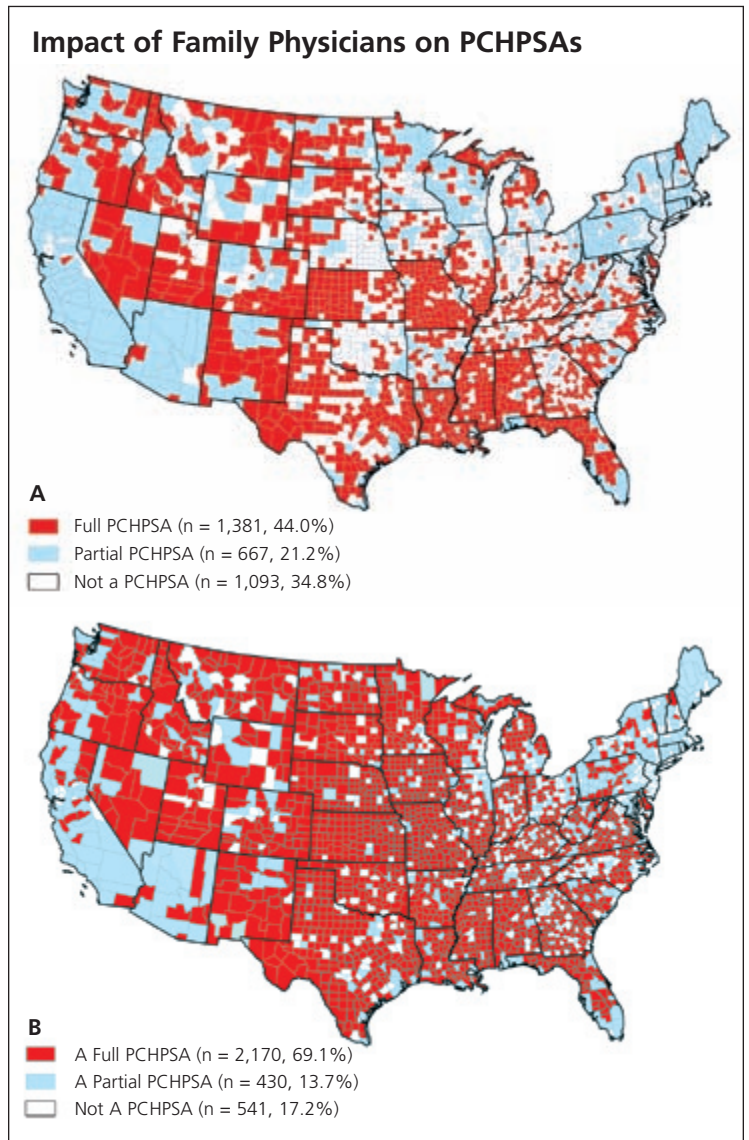 Impact of Family Physicians on PCHPSAs
A
Full PCHPSA (n = 1,381, 44.0%)
Partial PCHPSA (n = 667, 21.2%)
Not a PCHPSA (n = 1,093, 34.8%)
B
A Full PCHPSA (n = 2,170, 69.1%)
A Partial PCHPSA (n = 430, 13.7%)
Not A PCHPSA (n = 541, 17.2%)